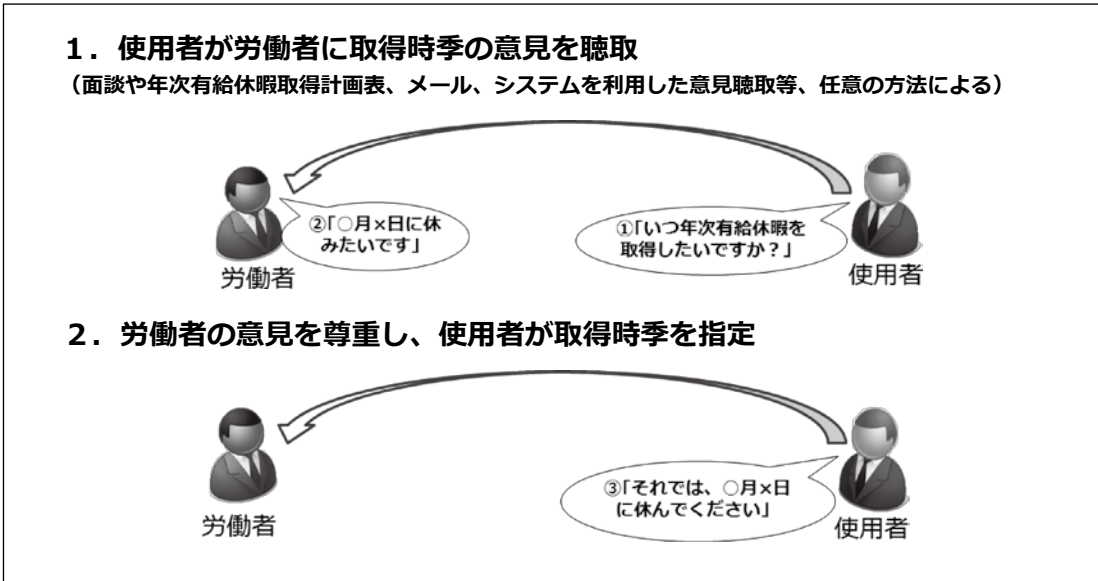 １．使用者が労働者に取得時季の意見を聴取
（面談や年次有給休暇取得計画表、メール、システムを利用した意見聴取等、任意の方法による）
②「○月×日に休
みたいです」
①「いつ年次有給休暇を
取得したいですか？」
労働者
使用者
２．労働者の意見を尊重し、使用者が取得時季を指定
③「それでは、○月×日
に休んでください」
労働者
使用者